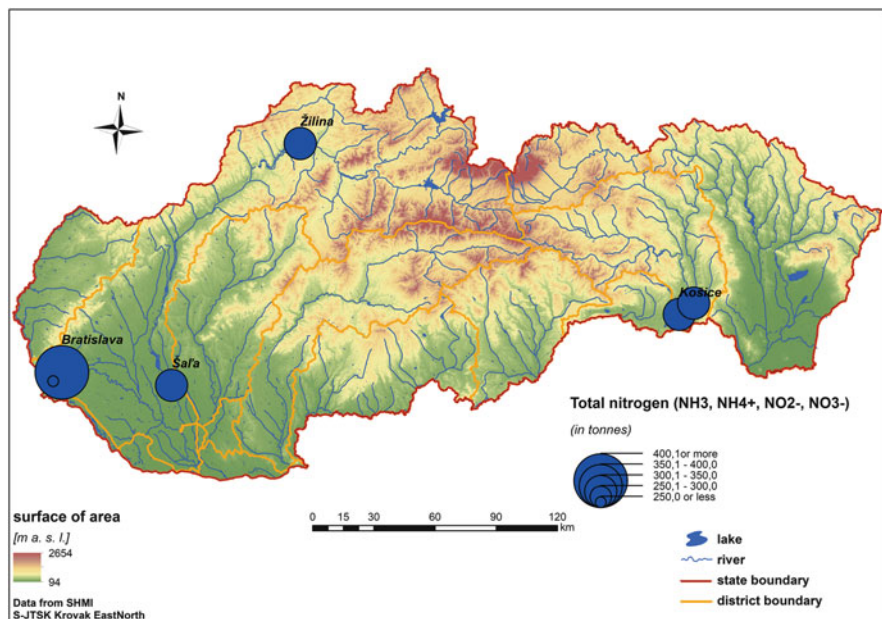 N
Žilina
Košice
Bratislava
Šaľa
Total nitrogen (NH3, NH4+, NO2-, NO3-)
(in tonnes)
400,1or more
350,1 - 400,0
300,1 - 350,0
250,1 - 300,0
250,0 or less
surface of area
[m a. s. l.]
2654
94
Data from SHMI
S-JTSK Krovak EastNorth
0 15 30 60 90 120
km
lake
river
state boundary
district boundary